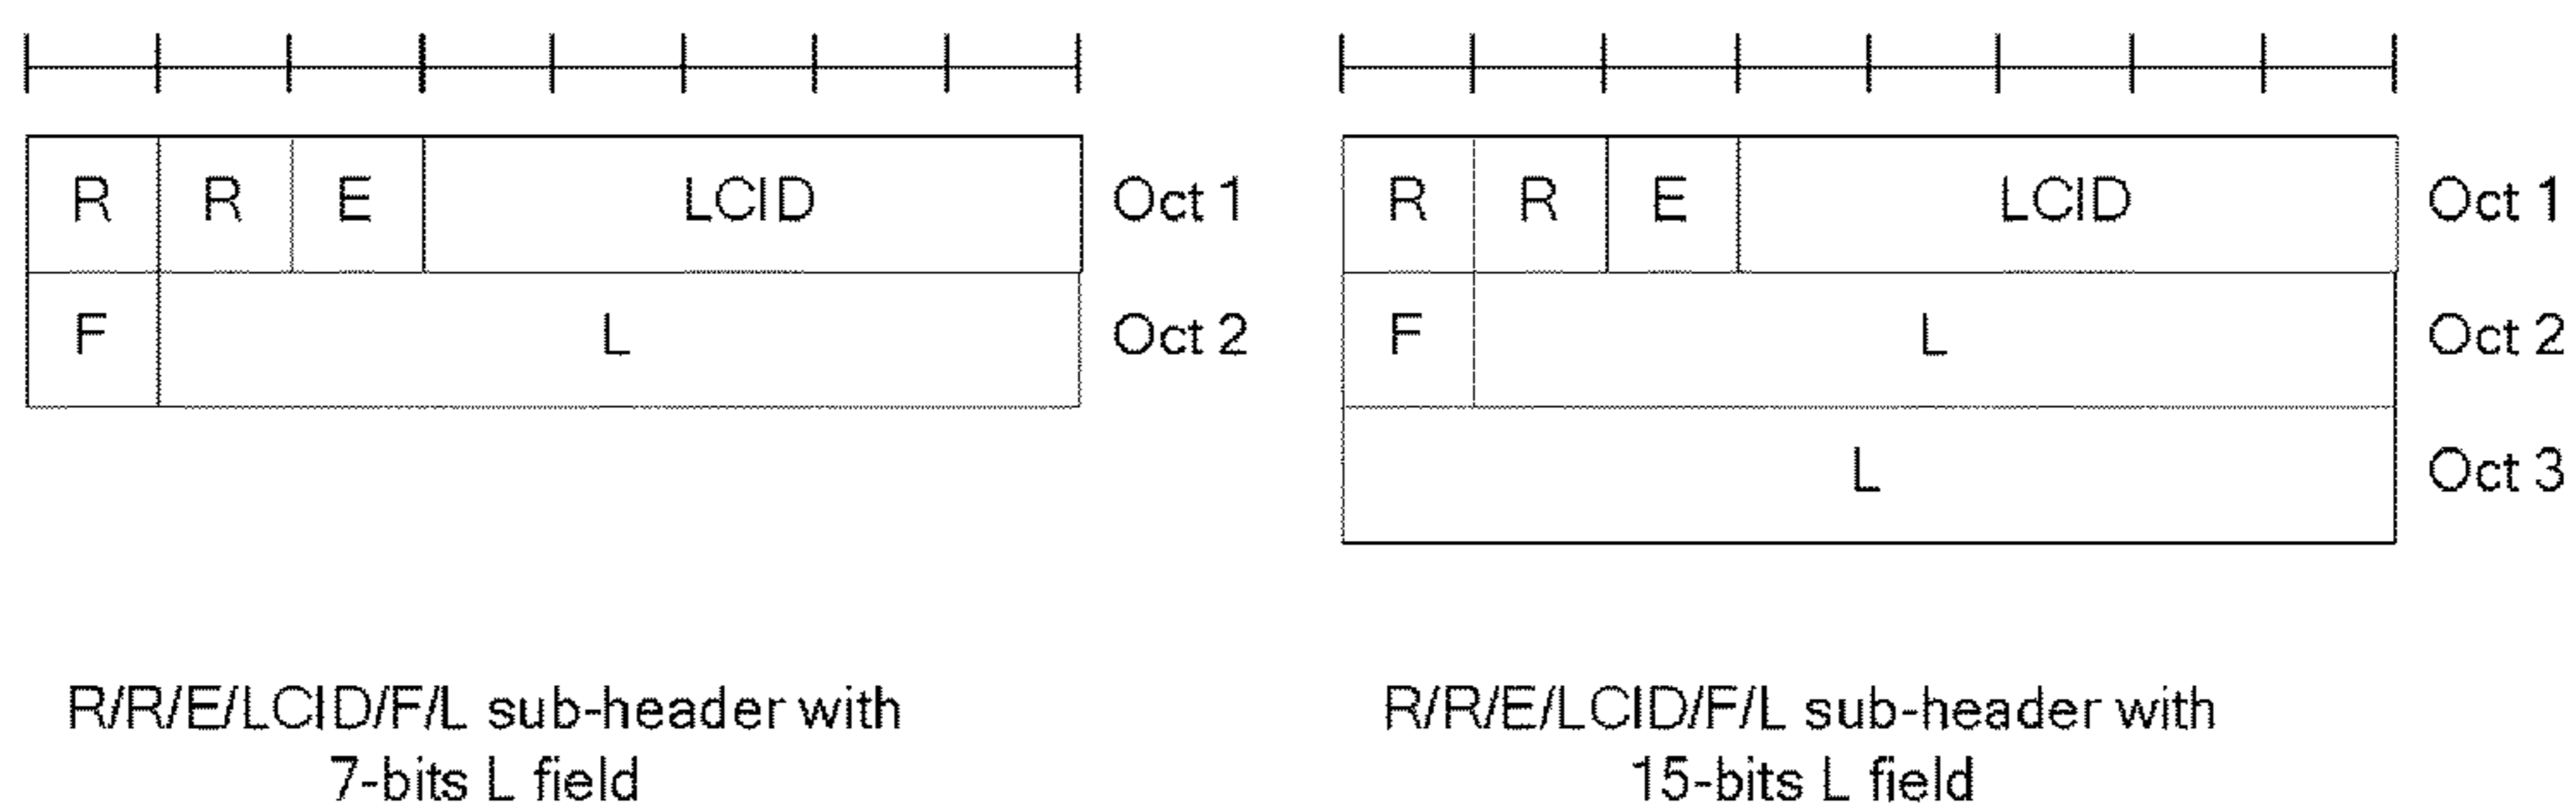 R R E LCID Oct 1
F L Oct 2
R/R/E/LCID/F/L sub-header with
7-bits L field
R R E LCID Oct 1
F L Oct 2
L Oct 3
R/R/E/LCID/F/L sub-header with
15-bits L field